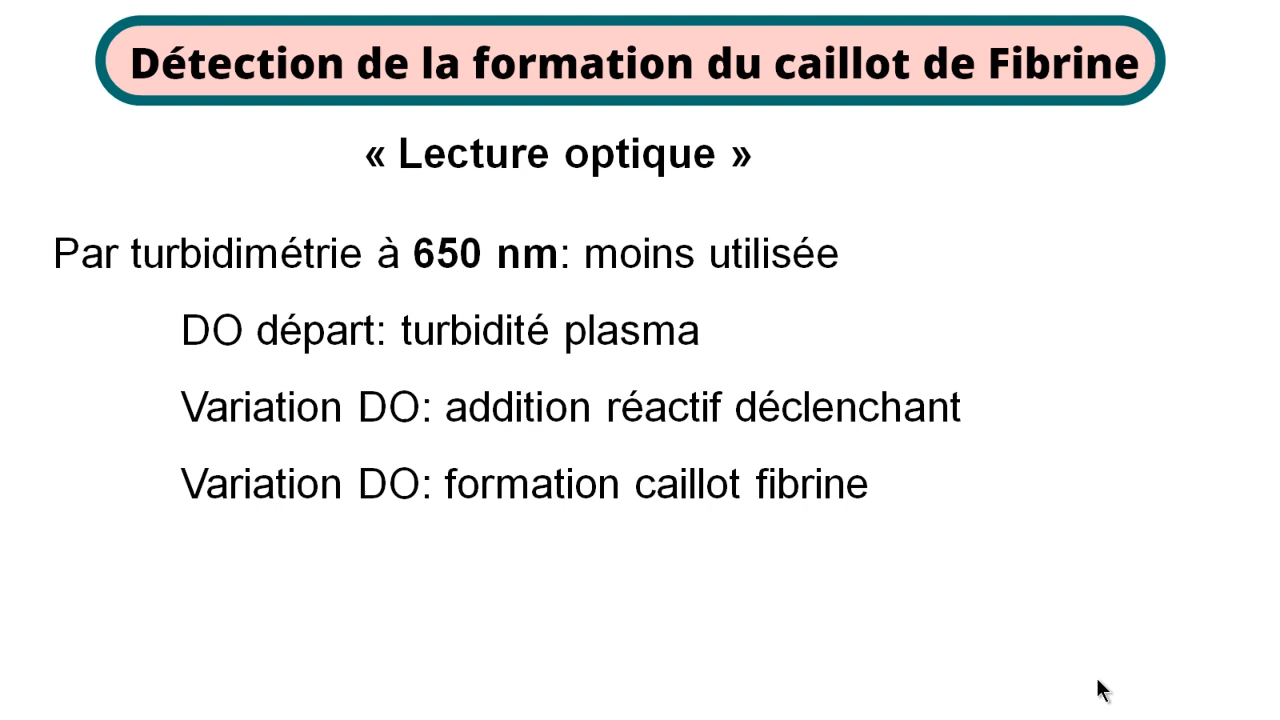 Détection de la formation du caillot de Fibrine
« Lecture optique »
Par turbidimétrie à 650 nm: moins utilisée
DO départ: turbidité plasma
Variation DO: addition réactif déclenchant
Variation DO: formation caillot fibrine